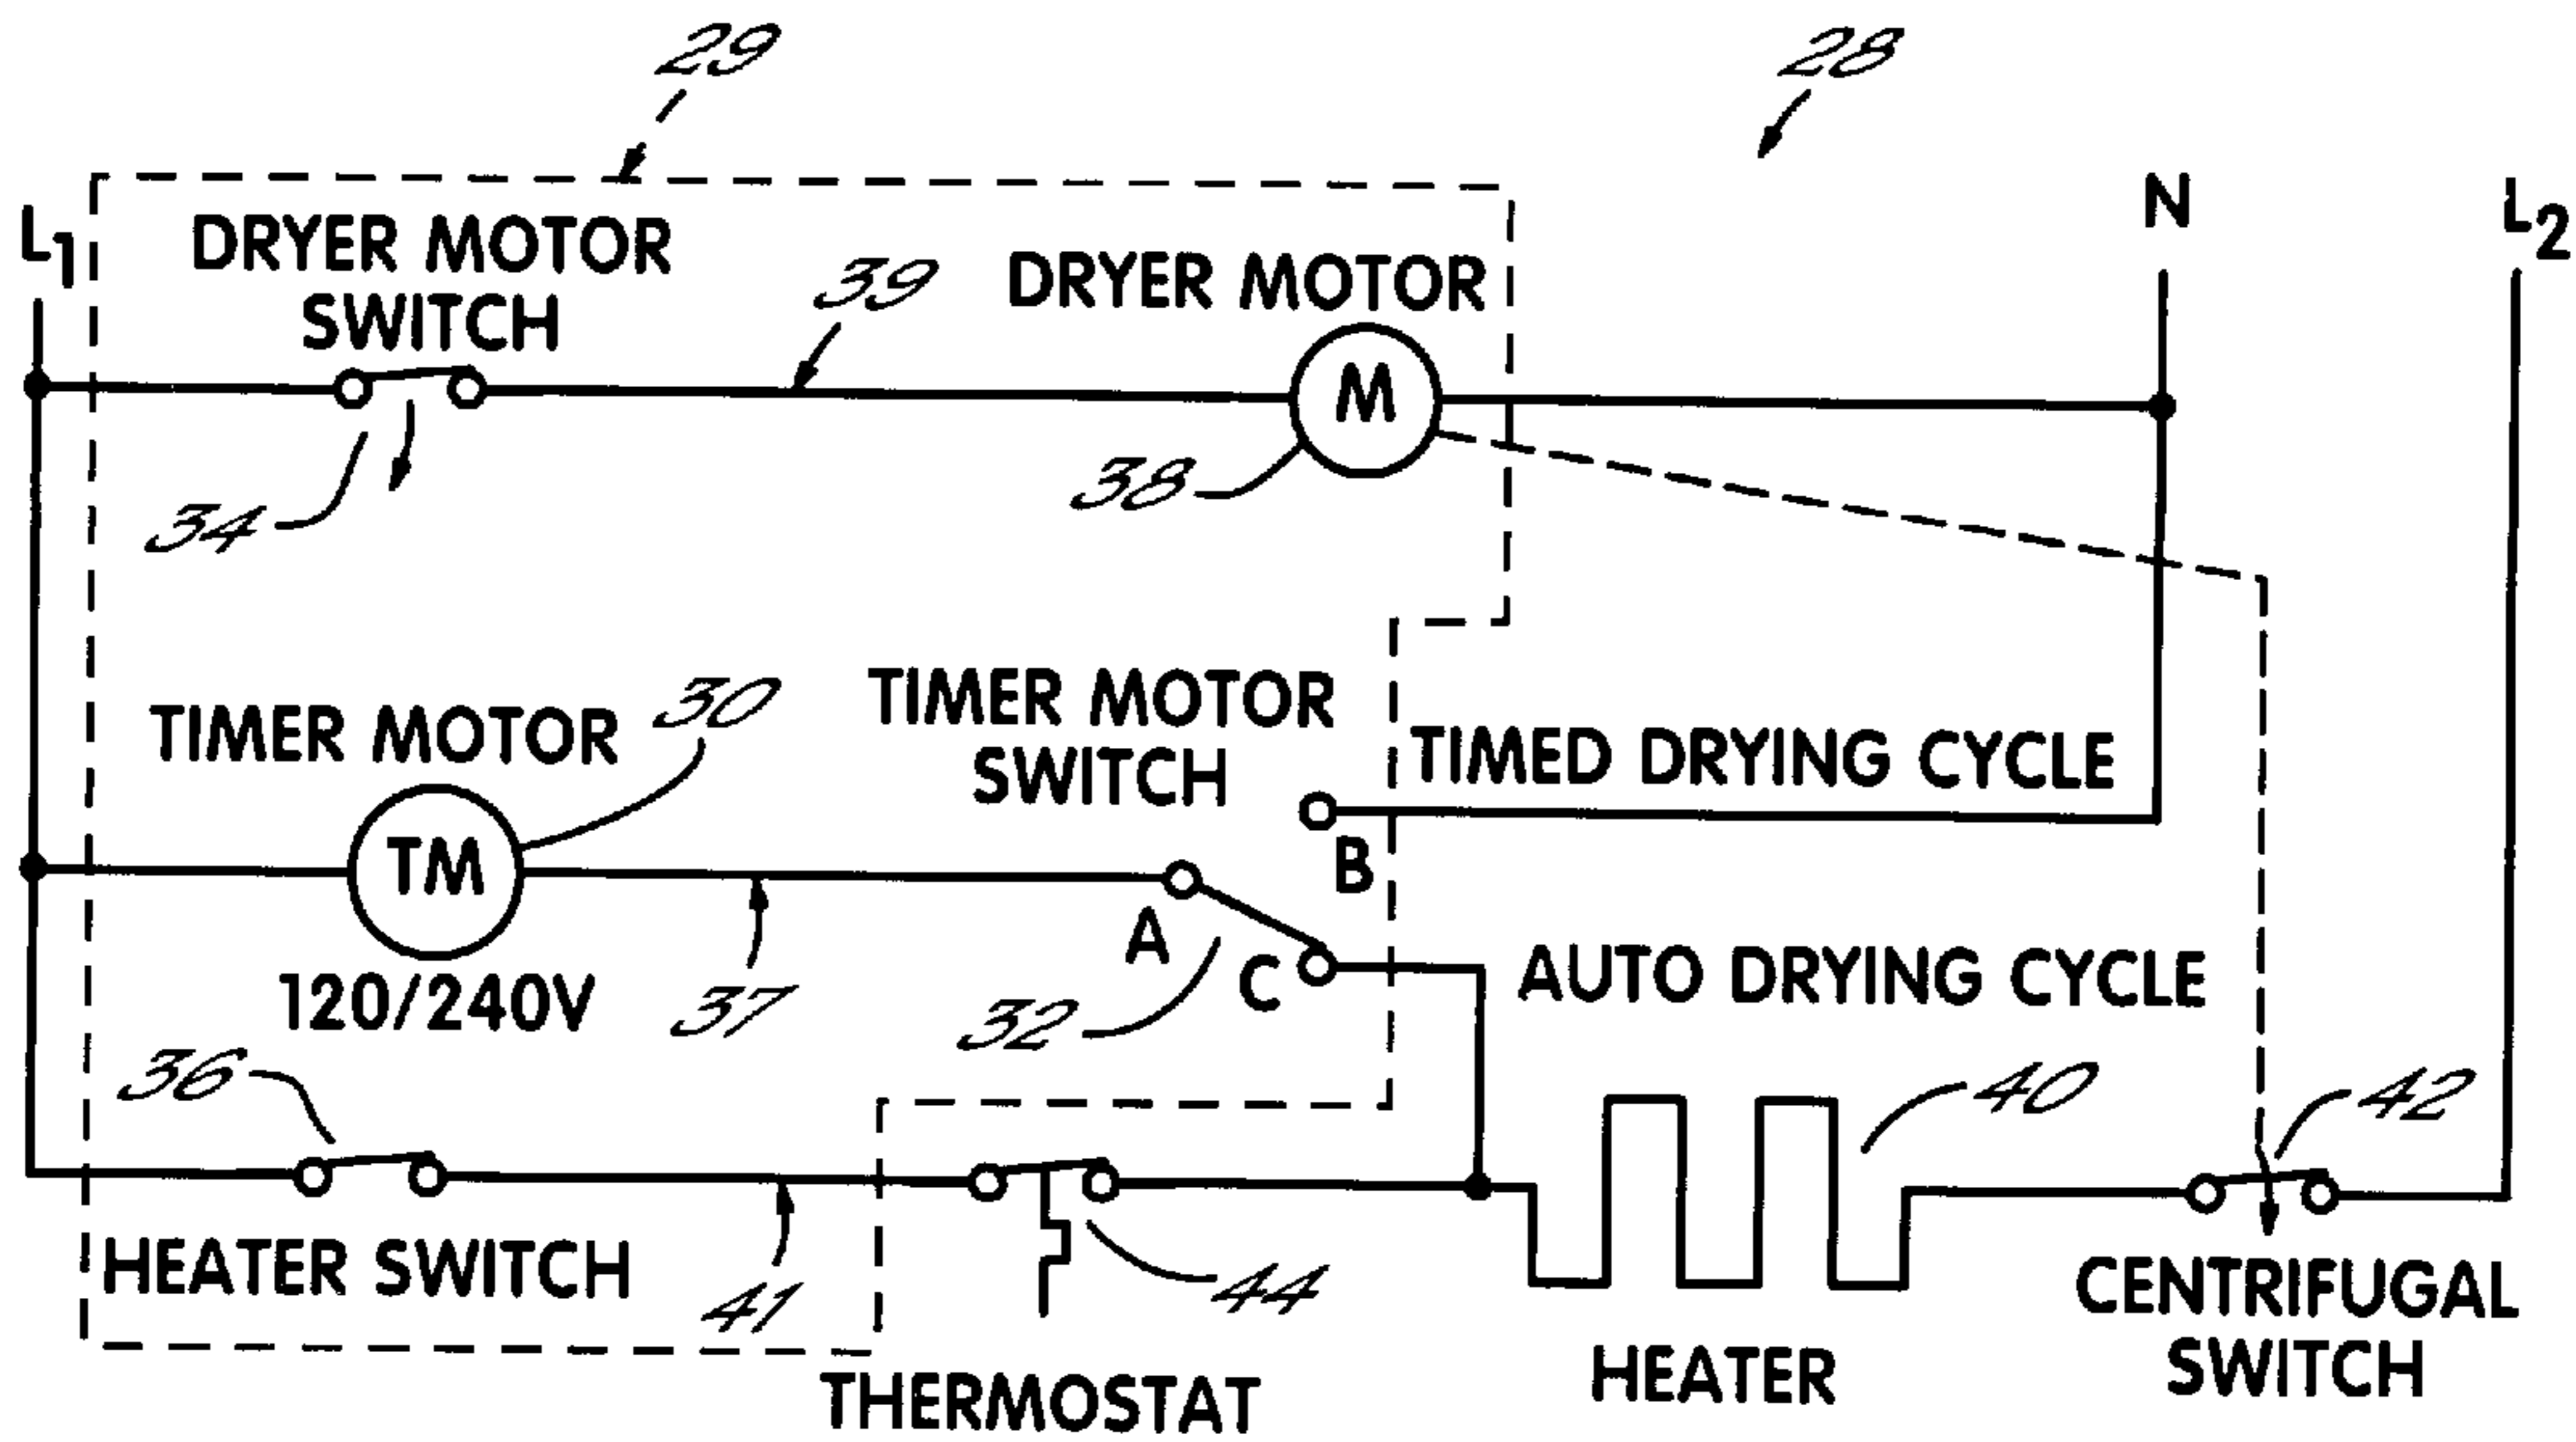 29
28
L1
N
L2
DRYER MOTOR
SWITCH
39
DRYER MOTOR
M
34
38
TIMER MOTOR
30
TIMER MOTOR
SWITCH
TIMED DRYING CYCLE
TM
B
A
120/240V
37
32
C
AUTO DRYING CYCLE
36
40
42
HEATER SWITCH
41
44
THERMOSTAT
HEATER
CENTRIFUGAL
SWITCH